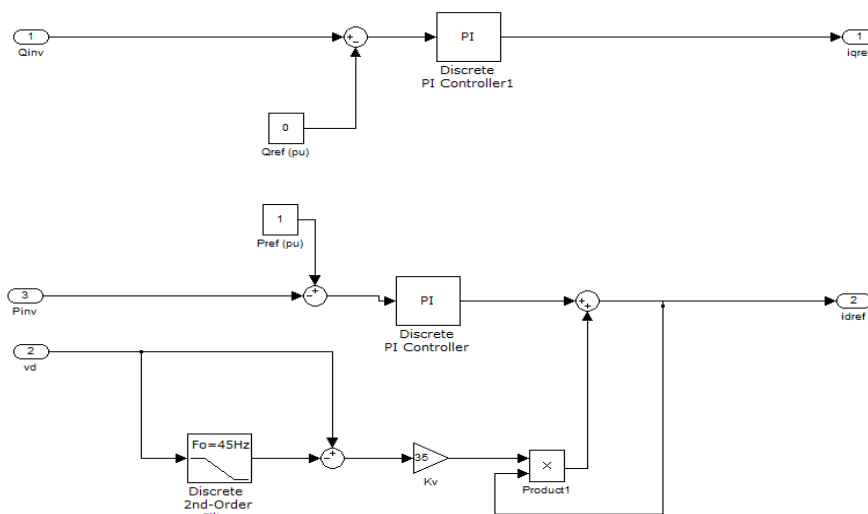 1
Qinv
+
−
PI
Discrete
PI Controller1
1
iqref
0
Qref (pu)
1
Pref (pu)
3
Pinv
−
+
PI
Discrete
PI Controller
+
+
2
idref
2
vd
Fo=45Hz
Discrete
2nd-Order
−
+
35
Kv
×
Product1